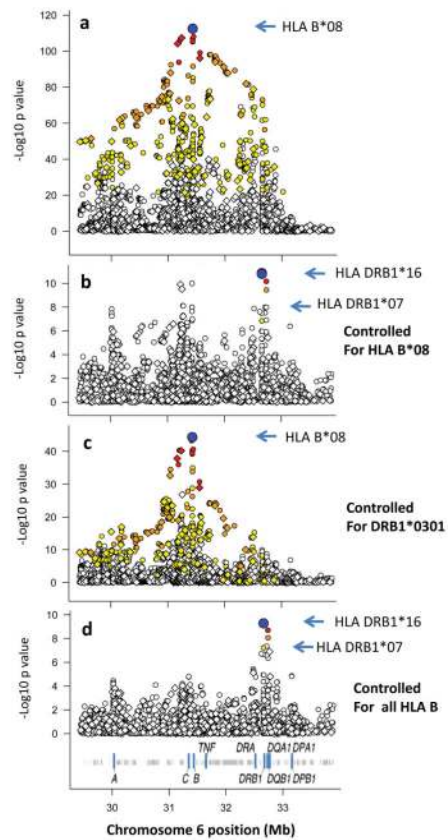 a
HLA B*08
-Log10 p value
120
100
80
60
40
20
0
b
HLA DRB1*16
HLA DRB1*07
Controlled
For HLA B*08
-Log10 p value
10
8
6
4
2
0
c
HLA B*08
Controlled
For DRB1*0301
-Log10 p value
40
30
20
10
0
d
HLA DRB1*16
HLA DRB1*07
Controlled
For all HLA B
-Log10 p value
10
8
6
4
2
0
TNF DRA DQA1 DPA1
A C B DRB1 DQB1 DPB1
30 31 32 33
Chromosome 6 position (Mb)